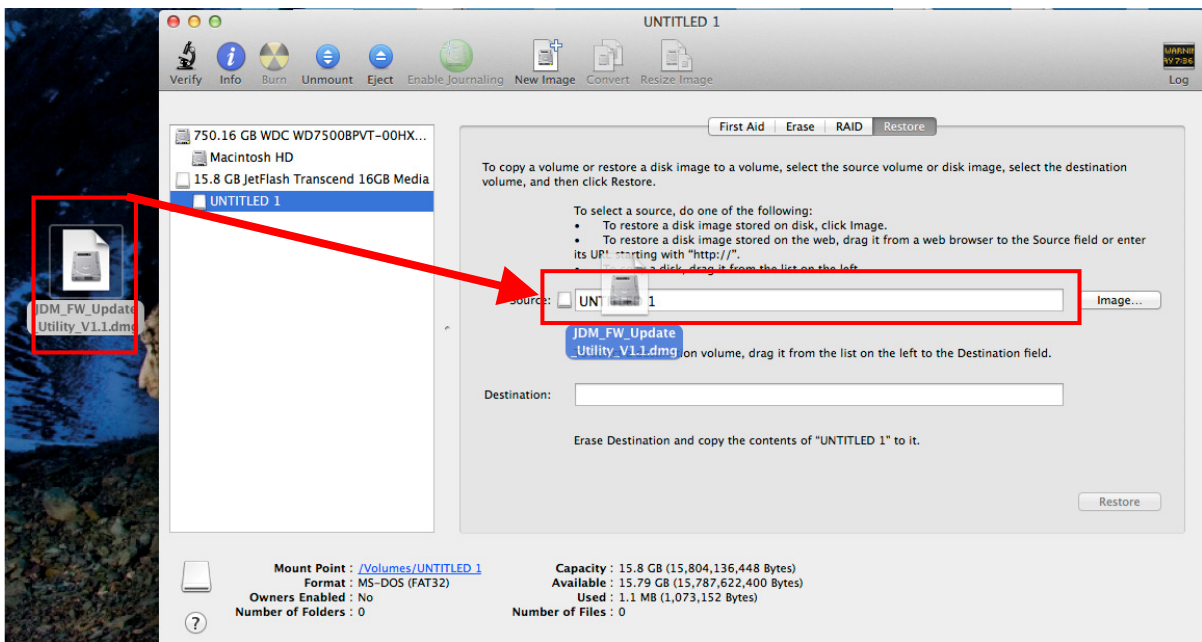 UNTITLED 1
Verify Info Burn Unmount Eject Enable Journaling New Image Convert Resize Image
WARNIN
AY 7:36
Log
750.16 GB WDC WD7500BPVT-00HX...
Macintosh HD
15.8 GB JetFlash Transcend 16GB Media
UNTITLED 1
JDM_FW_Update
_Utility_V1.1.dmg
First Aid Erase RAID Restore
To copy a volume or restore a disk image to a volume, select the source volume or disk image, select the destination
volume, and then click Restore.
To select a source, do one of the following:
• To restore a disk image stored on disk, click Image.
• To restore a disk image stored on the web, drag it from a web browser to the Source field or enter
its URL starting with "http://".
• a disk, drag it from the list on the left.
Source: UNTITLED 1 Image...
JDM_FW_Update
_Utility_V1.1.dmg
on volume, drag it from the list on the left to the Destination field.
Destination:
Erase Destination and copy the contents of "UNTITLED 1" to it.
Restore
Mount Point : /Volumes/UNTITLED 1
Format : MS-DOS (FAT32)
Owners Enabled : No
Number of Folders : 0
Capacity : 15.8 GB (15,804,136,448 Bytes)
Available : 15.79 GB (15,787,622,400 Bytes)
Used : 1.1 MB (1,073,152 Bytes)
Number of Files : 0
?